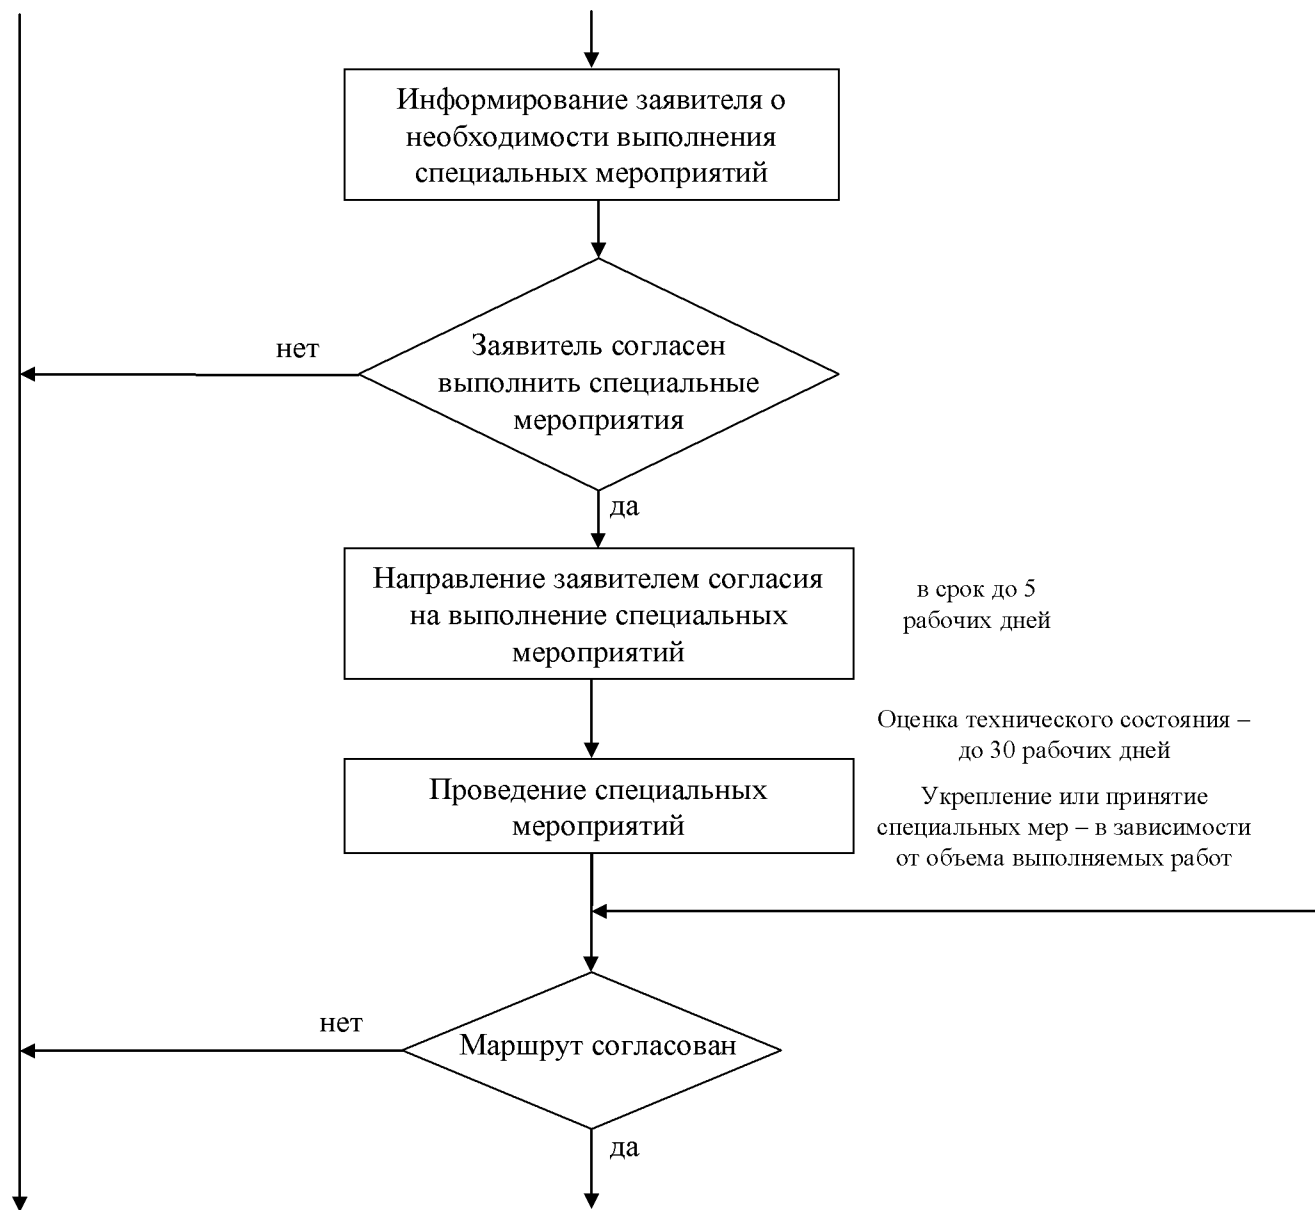 Информирование заявителя о
необходимости выполнения
специальных мероприятий
нет
Заявитель согласен
выполнить специальные
мероприятия
да
Направление заявителем согласия
на выполнение специальных
мероприятий
в срок до 5
рабочих дней
Оценка технического состояния –
до 30 рабочих дней
Проведение специальных
мероприятий
Укрепление или принятие
специальных мер – в зависимости
от объема выполняемых работ
нет
Маршрут согласован
да